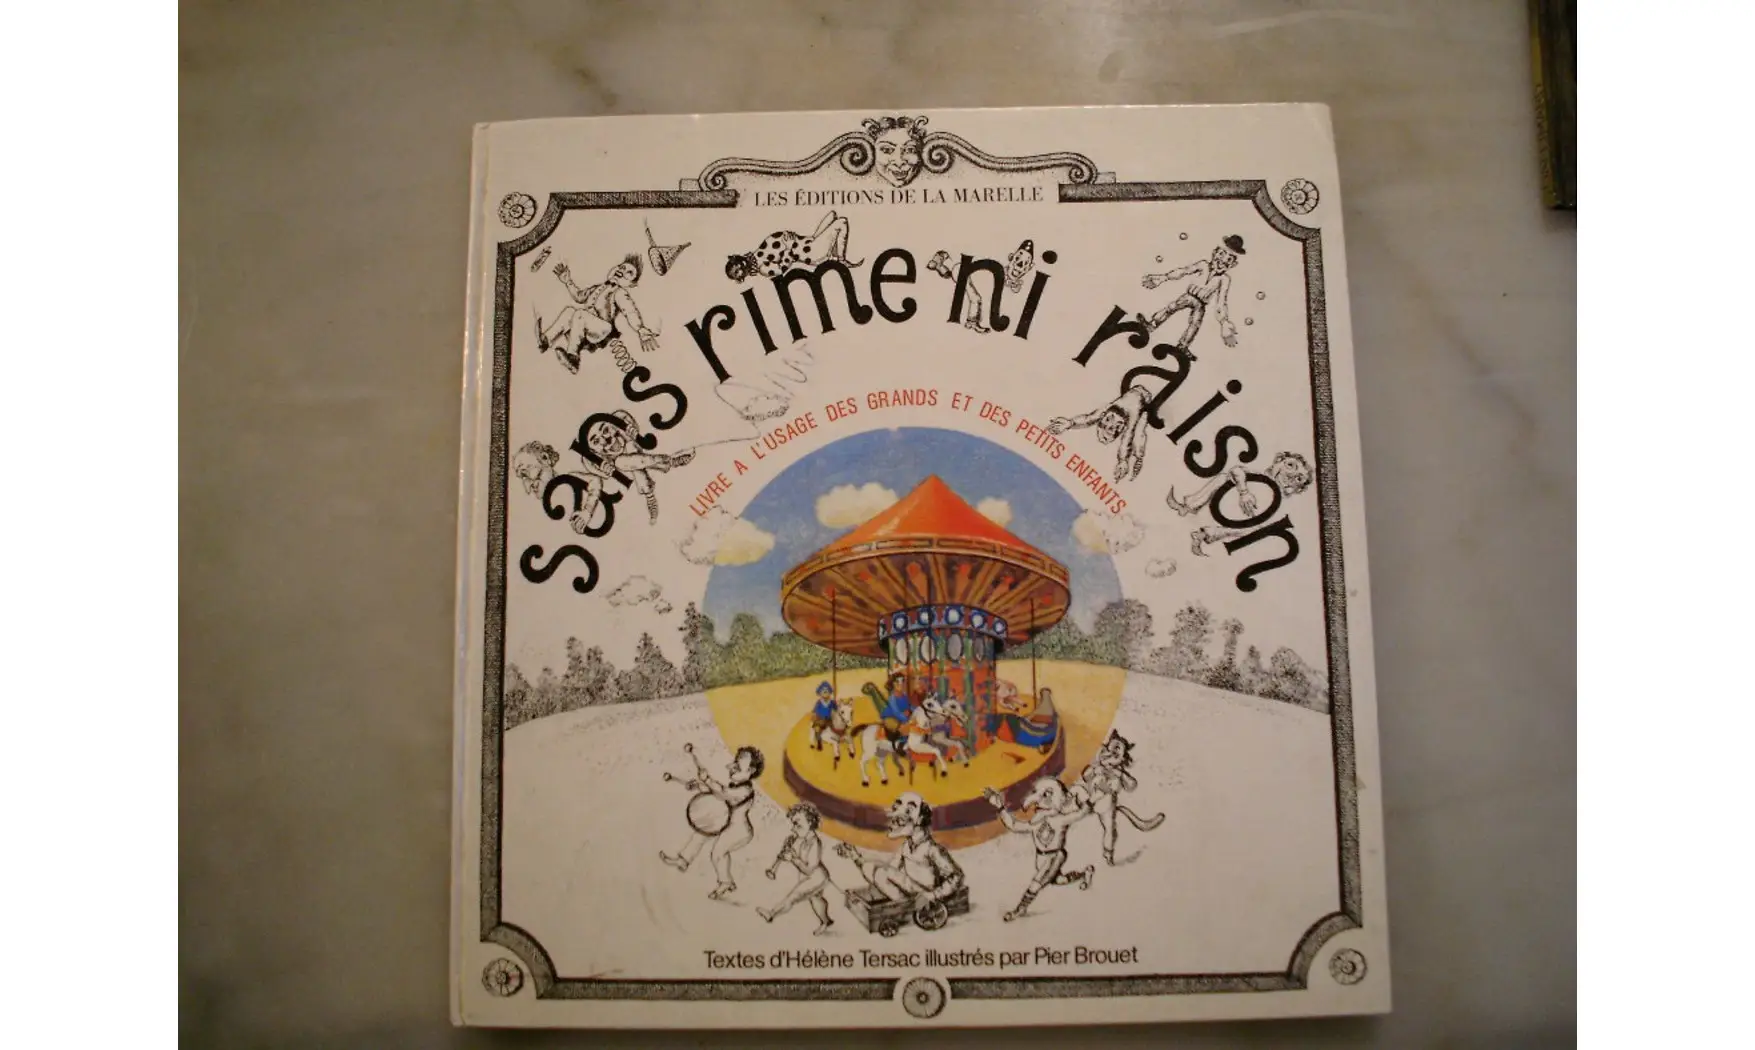 LES ÉDITIONS DE LA MARELLE
sans rime ni raison
LIVRE A L'USAGE DES GRANDS ET DES PETITS ENFANTS
Textes d'Hélène Tersac illustrés par Pier Brouet